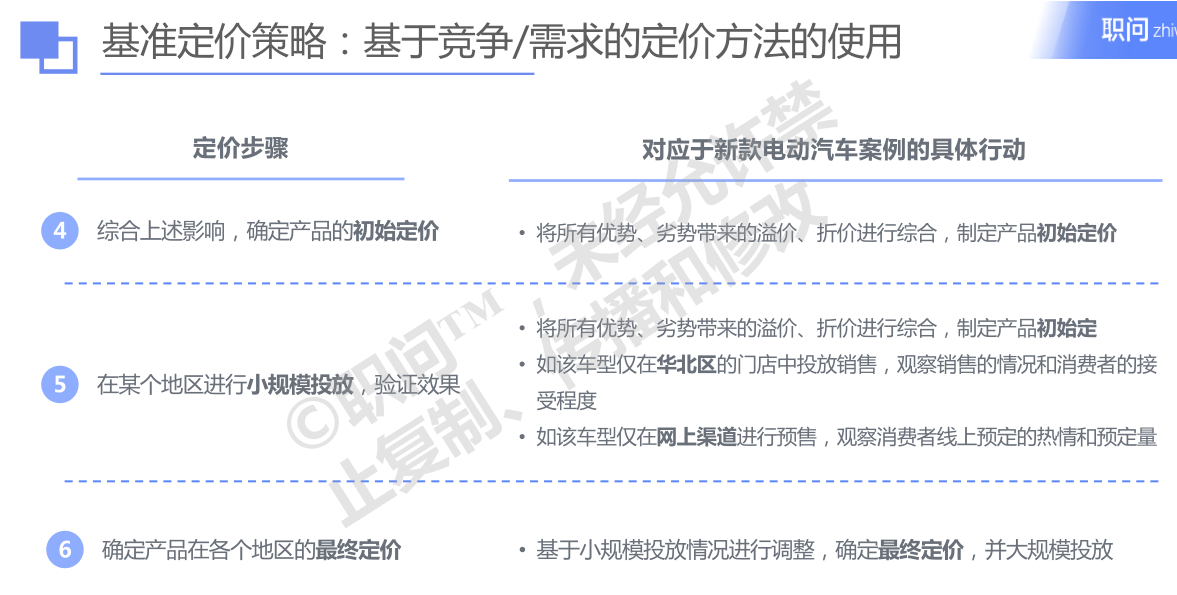 基准定价策略：基于竞争/需求的定价方法的使用
职问 zhiw
定价步骤
对应于新款电动汽车案例的具体行动
4 综合上述影响，确定产品的初始定价
• 将所有优势、劣势带来的溢价、折价进行综合，制定产品初始定价
5 在某个地区进行小规模投放，验证效果
• 将所有优势、劣势带来的溢价、折价进行综合，制定产品初始定
• 如该车型仅在华北区的门店中投放销售，观察销售的情况和消费者的接
受程度
• 如该车型仅在网上渠道进行预售，观察消费者线上预定的热情和预定量
6 确定产品在各个地区的最终定价
• 基于小规模投放情况进行调整，确定最终定价，并大规模投放
©职问™，未经允许禁
止复制、传播和修改